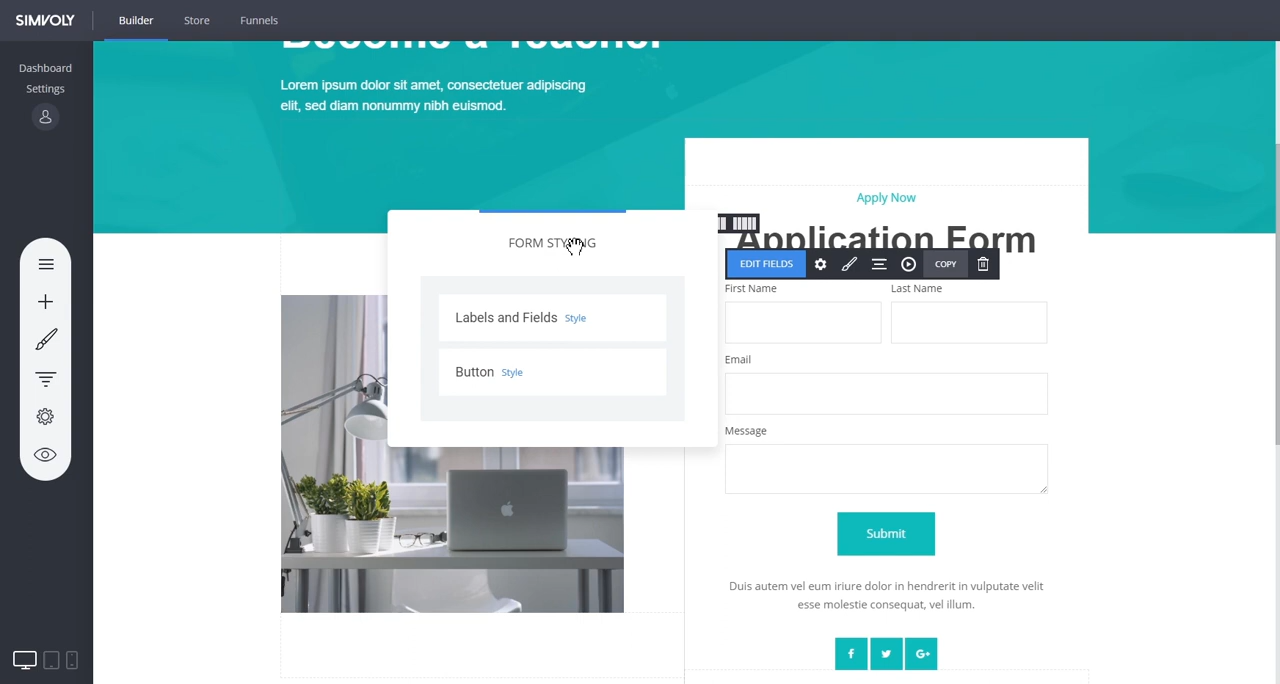 SIMVOLY
Builder
Store
Funnels
Dashboard
Settings
Become a Teacher
Lorem ipsum dolor sit amet, consectetuer adipiscing
elit, sed diam nonummy nibh euismod.
Apply Now
Application Form
FORM STYLING
Labels and Fields Style
Button Style
EDIT FIELDS
COPY
First Name
Last Name
Email
Message
Submit
Duis autem vel eum iriure dolor in hendrerit in vulputate velit
esse molestie consequat, vel illum.
f
G+